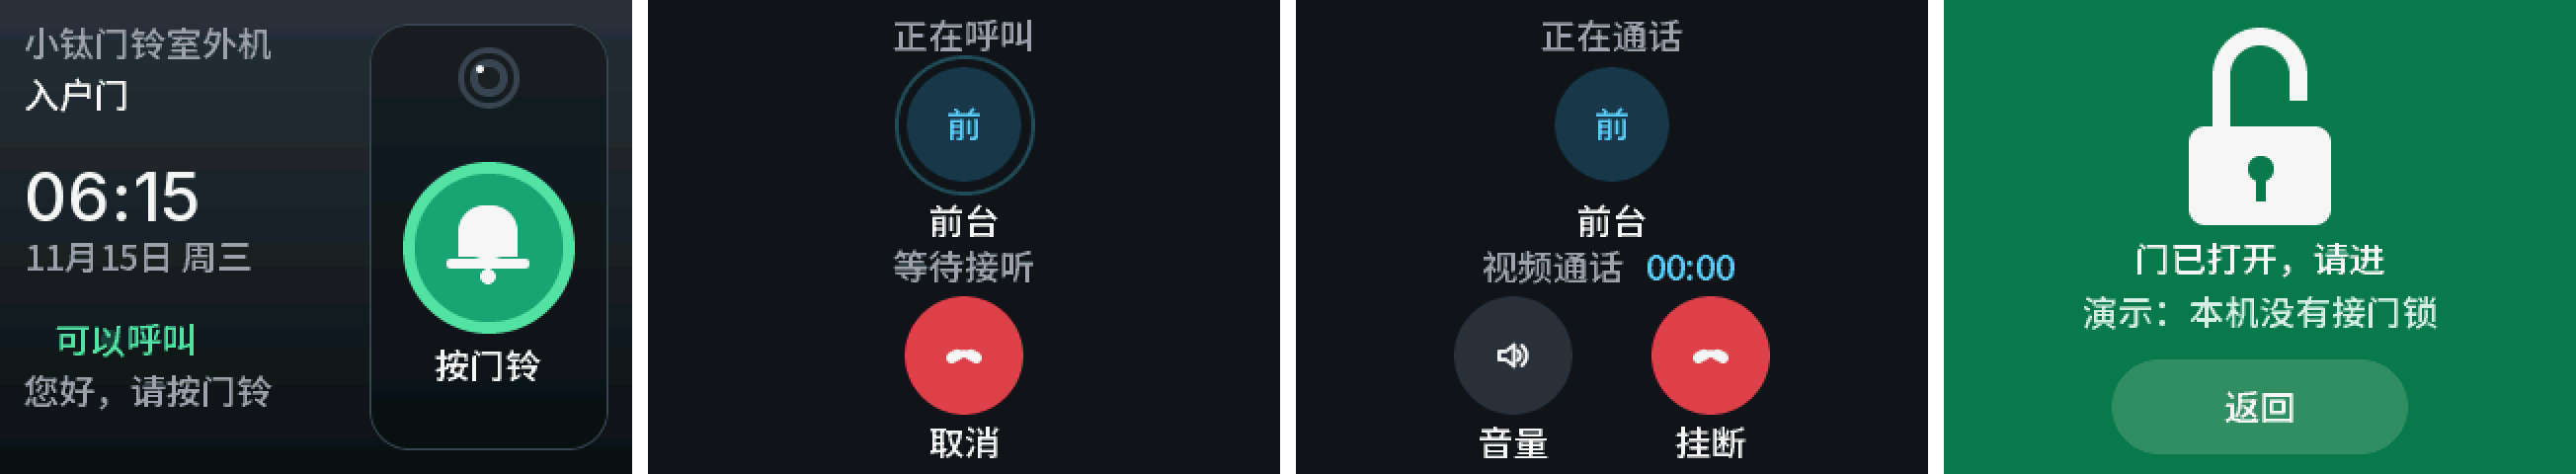 小钛门铃室外机
入户门
06:15
11月15日 周三
可以呼叫
您好，请按门铃
按门铃
正在呼叫
前
前台
等待接听
取消
正在通话
前
前台
视频通话 00:00
音量
挂断
门已打开，请进
演示：本机没有接门锁
返回